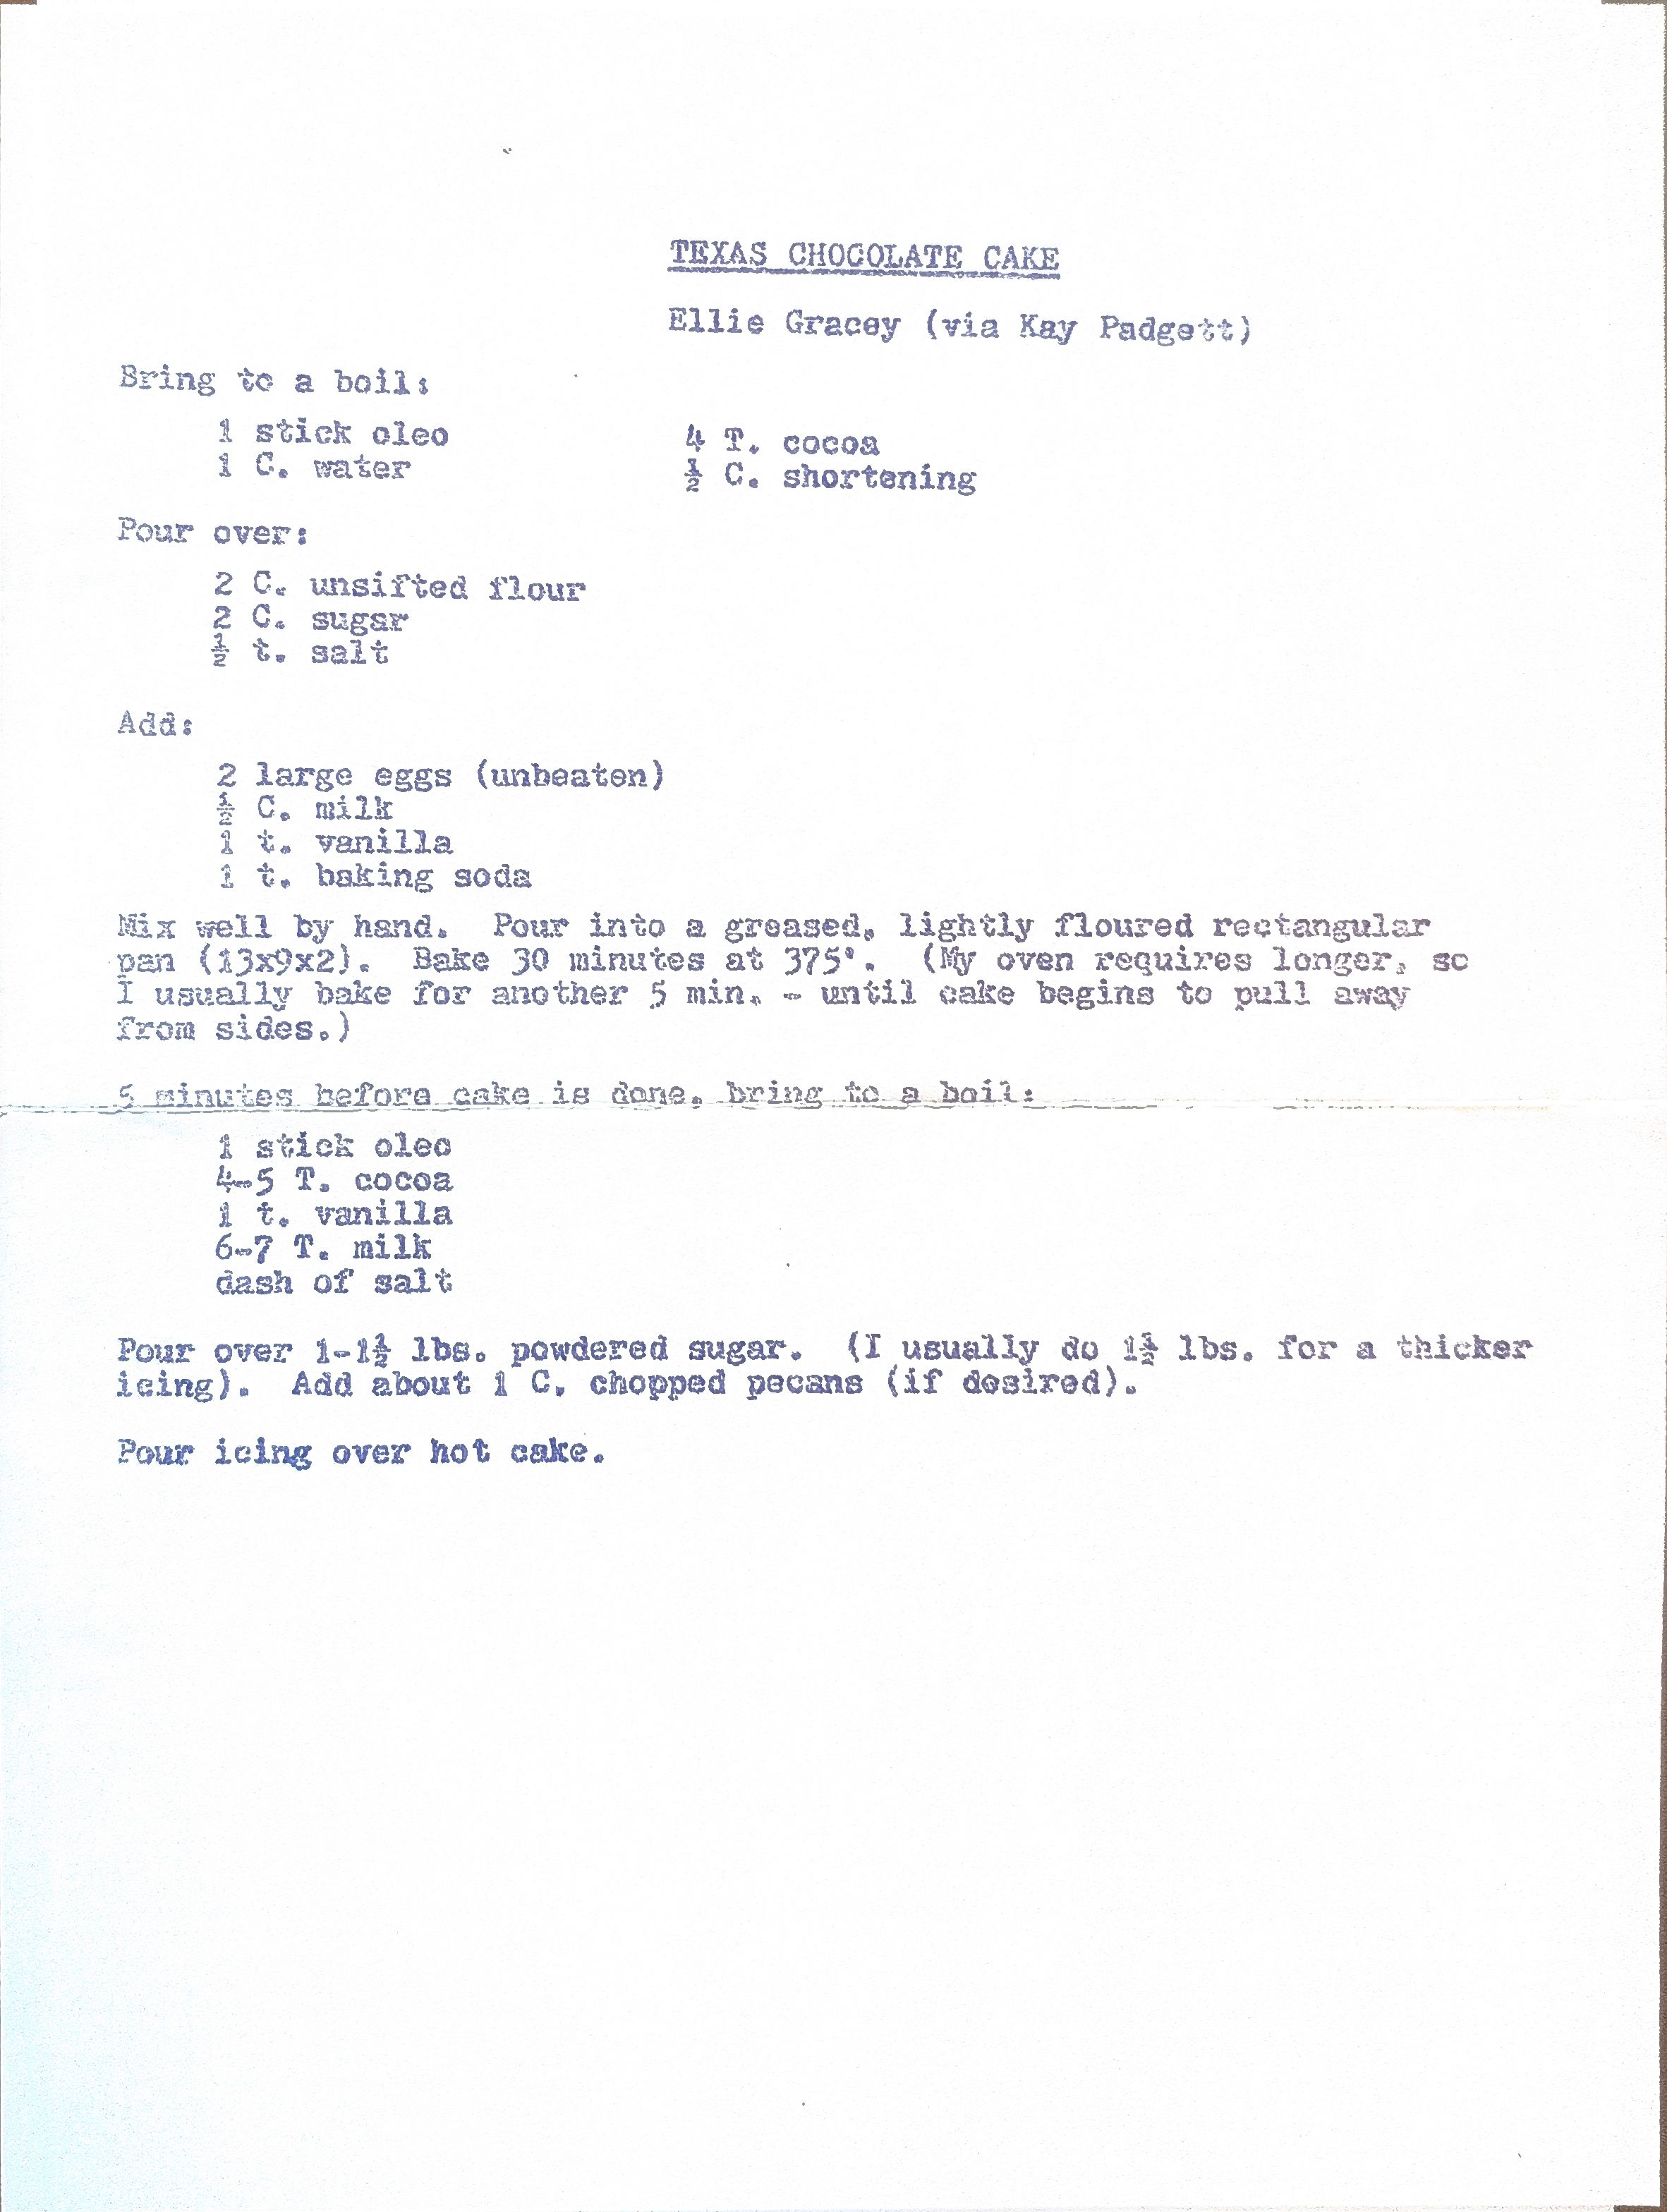 TEXAS CHOCOLATE CAKE
Ellie Gracey (via Kay Padgett)
Bring to a boil:
1 stick oleo
1 C. water
4 T. cocoa
½ C. shortening
Pour over:
2 C. unsifted flour
2 C. sugar
½ t. salt
Add:
2 large eggs (unbeaten)
½ C. milk
1 t. vanilla
1 t. baking soda
Mix well by hand. Pour into a greased, lightly floured rectangular
pan (13x9x2). Bake 30 minutes at 375°. (My oven requires longer, so
I usually bake for another 5 min. - until cake begins to pull away
from sides.)
5 minutes before cake is done, bring to a boil:
1 stick oleo
4-5 T. cocoa
1 t. vanilla
6-7 T. milk
dash of salt
Pour over 1-1½ lbs. powdered sugar. (I usually do 1½ lbs. for a thicker
icing). Add about 1 C. chopped pecans (if desired).
Pour icing over hot cake.